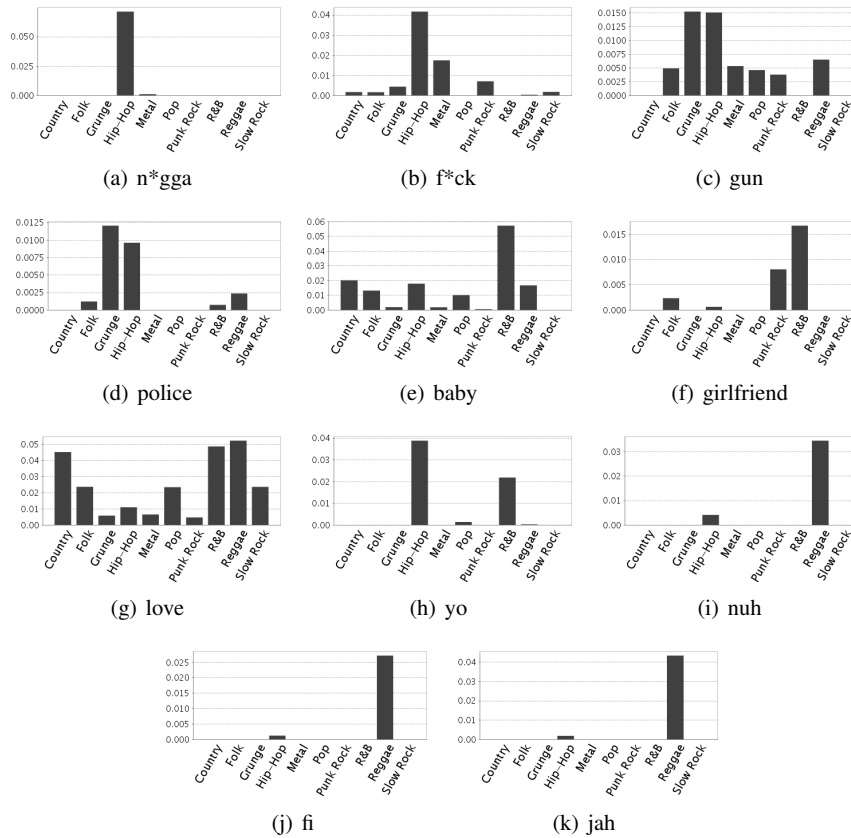 0.050
0.025
0.000
Country
Folk
Grunge
Hip-Hop
Metal
Pop
Punk Rock
R&B
Reggae
Slow Rock
(a) n*gga
0.04
0.03
0.02
0.01
0.00
Country
Folk
Grunge
Hip-Hop
Metal
Pop
Punk Rock
R&B
Reggae
Slow Rock
(b) f*ck
0.0150
0.0125
0.0100
0.0075
0.0050
0.0025
0.0000
Country
Folk
Grunge
Hip-Hop
Metal
Pop
Punk Rock
R&B
Reggae
Slow Rock
(c) gun
0.0125
0.0100
0.0075
0.0050
0.0025
0.0000
Country
Folk
Grunge
Hip-Hop
Metal
Pop
Punk Rock
R&B
Reggae
Slow Rock
(d) police
0.06
0.05
0.04
0.03
0.02
0.01
0.00
Country
Folk
Grunge
Hip-Hop
Metal
Pop
Punk Rock
R&B
Reggae
Slow Rock
(e) baby
0.015
0.010
0.005
0.000
Country
Folk
Grunge
Hip-Hop
Metal
Pop
Punk Rock
R&B
Reggae
Slow Rock
(f) girlfriend
0.05
0.04
0.03
0.02
0.01
0.00
Country
Folk
Grunge
Hip-Hop
Metal
Pop
Punk Rock
R&B
Reggae
Slow Rock
(g) love
0.04
0.03
0.02
0.01
0.00
Country
Folk
Grunge
Hip-Hop
Metal
Pop
Punk Rock
R&B
Reggae
Slow Rock
(h) yo
0.03
0.02
0.01
0.00
Country
Folk
Grunge
Hip-Hop
Metal
Pop
Punk Rock
R&B
Reggae
Slow Rock
(i) nuh
0.025
0.020
0.015
0.010
0.005
0.000
Country
Folk
Grunge
Hip-Hop
Metal
Pop
Punk Rock
R&B
Reggae
Slow Rock
(j) fi
0.04
0.03
0.02
0.01
0.00
Country
Folk
Grunge
Hip-Hop
Metal
Pop
Punk Rock
R&B
Reggae
Slow Rock
(k) jah